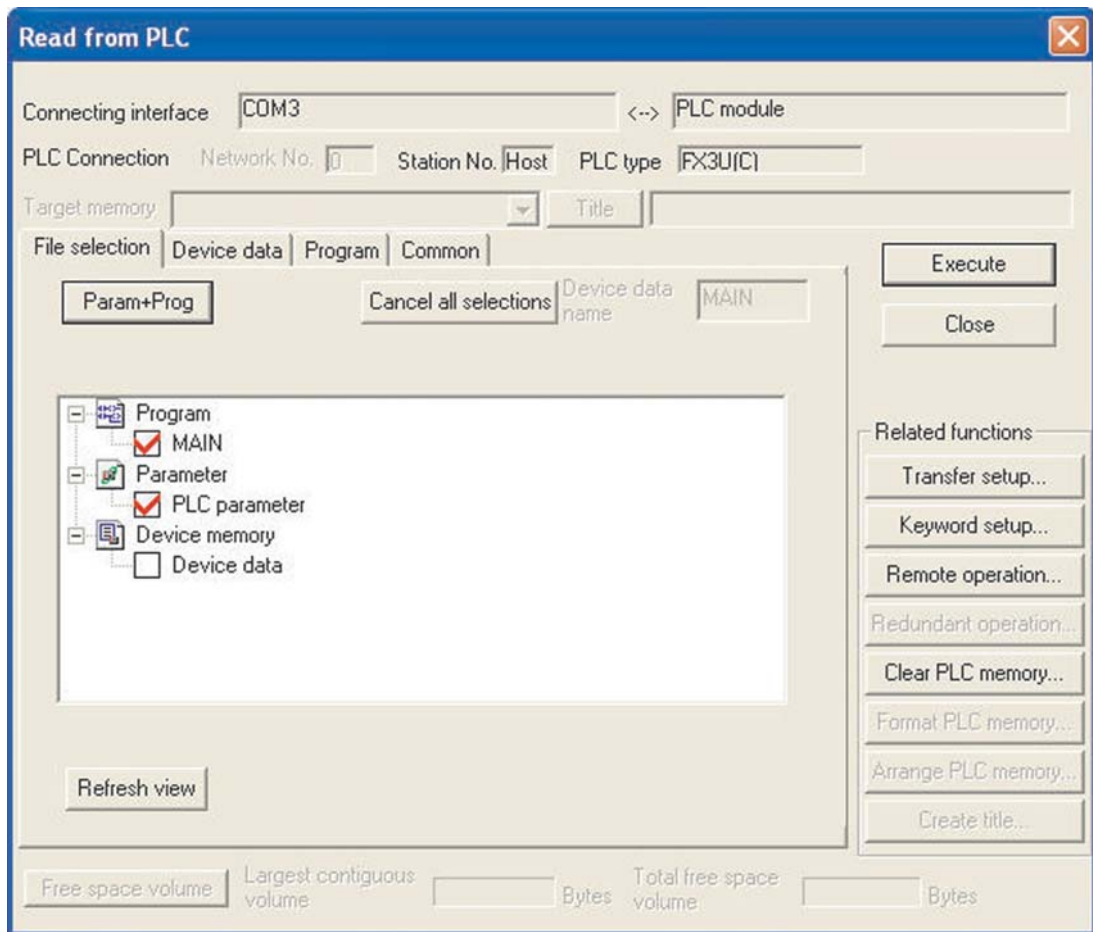 Read from PLC
Connecting interface COM3 <--> PLC module
PLC Connection Network No. 0 Station No. Host PLC type FX3U(C)
Target memory Title
File selection Device data Program Common
Execute
Param+Prog Cancel all selections Device data name MAIN
Close
Program
MAIN
Parameter
PLC parameter
Device memory
Device data
Related functions
Transfer setup...
Keyword setup...
Remote operation...
Redundant operation...
Clear PLC memory...
Format PLC memory...
Arrange PLC memory...
Create title...
Refresh view
Free space volume Largest contiguous volume Bytes Total free space volume Bytes